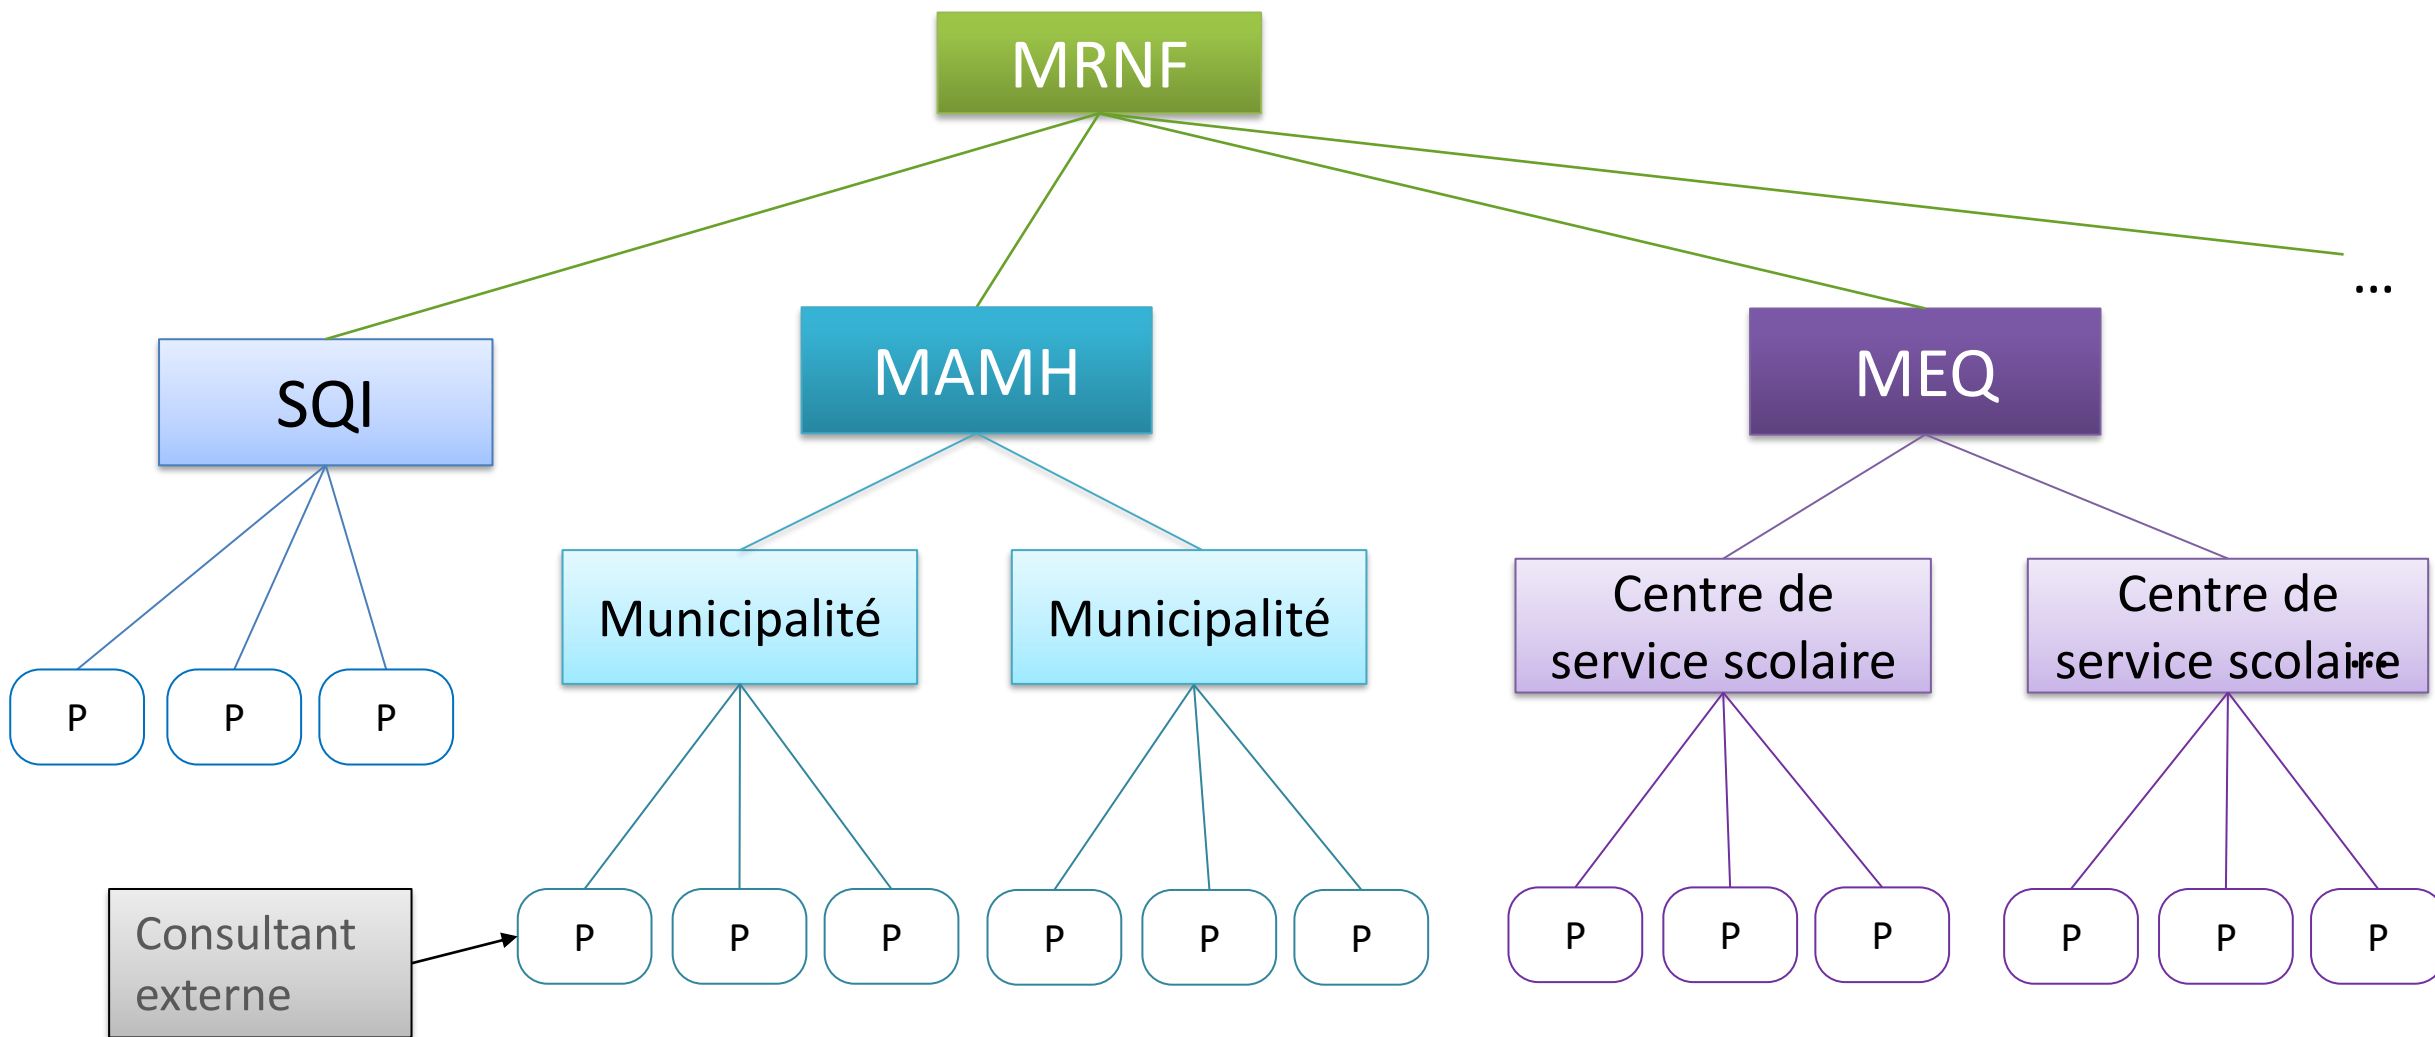 MRNF
...
SQI
MAMH
MEQ
Municipalité
Municipalité
Centre de
service scolaire
Centre de
service scolaire
...
P
P
P
Consultant
externe
P
P
P
P
P
P
P
P
P
P
P
P